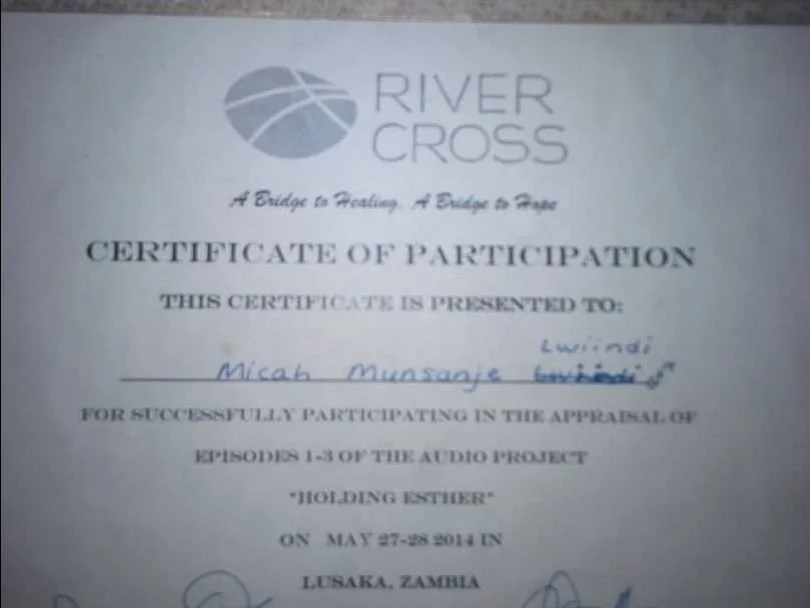 RIVER
CROSS
A Bridge to Healing, A Bridge to Hope
CERTIFICATE OF PARTICIPATION
THIS CERTIFICATE IS PRESENTED TO:
Lwiindi
Micah Munsanje
FOR SUCCESSFULLY PARTICIPATING IN THE APPRAISAL OF
EPISODES 1-3 OF THE AUDIO PROJECT
"HOLDING ESTHER"
ON MAY 27-28 2014 IN
LUSAKA, ZAMBIA